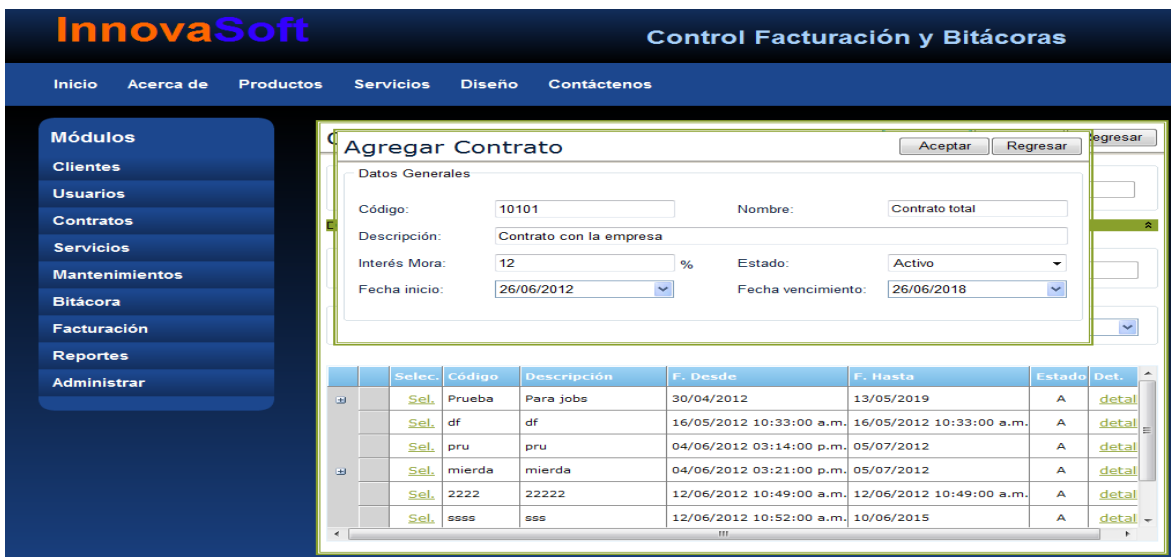 InnovaSoft
Control Facturación y Bitácoras
Inicio Acerca de Productos Servicios Diseño Contáctenos
Módulos
Clientes
Usuarios
Contratos
Servicios
Mantenimientos
Bitácora
Facturación
Reportes
Administrar
Agregar Contrato Aceptar Regresar egresar
Datos Generales
Código: 10101 Nombre: Contrato total
Descripción: Contrato con la empresa
Interés Mora: 12 % Estado: Activo
Fecha inicio: 26/06/2012 Fecha vencimiento: 26/06/2018
Selec. Código Descripción F. Desde F. Hasta Estado Det.
Sel. Prueba Para jobs 30/04/2012 13/05/2019 A detal
Sel. df df 16/05/2012 10:33:00 a.m. 16/05/2012 10:33:00 a.m. A detal
Sel. pru pru 04/06/2012 03:14:00 p.m. 05/07/2012 A detal
Sel. mierda mierda 04/06/2012 03:21:00 p.m. 05/07/2012 A detal
Sel. 2222 22222 12/06/2012 10:49:00 a.m. 12/06/2012 10:49:00 a.m. A detal
Sel. ssss sss 12/06/2012 10:52:00 a.m. 10/06/2015 A detal